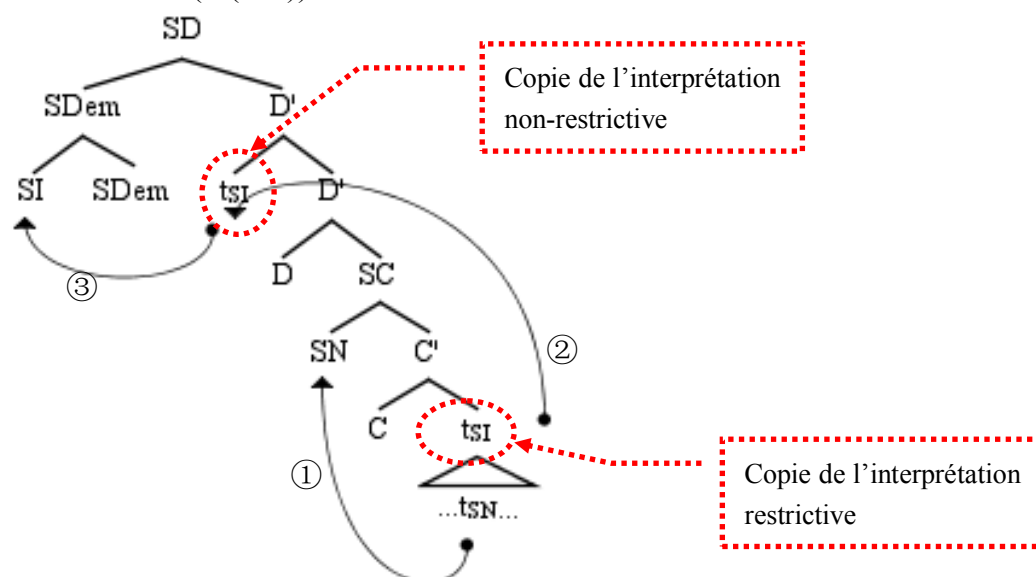 SD
Copie de l’interprétation
non-restrictive
SDem D'
SI SDem tSI D'
③ D SC
SN C'
②
C tSI
①
...tSN...
Copie de l’interprétation
restrictive